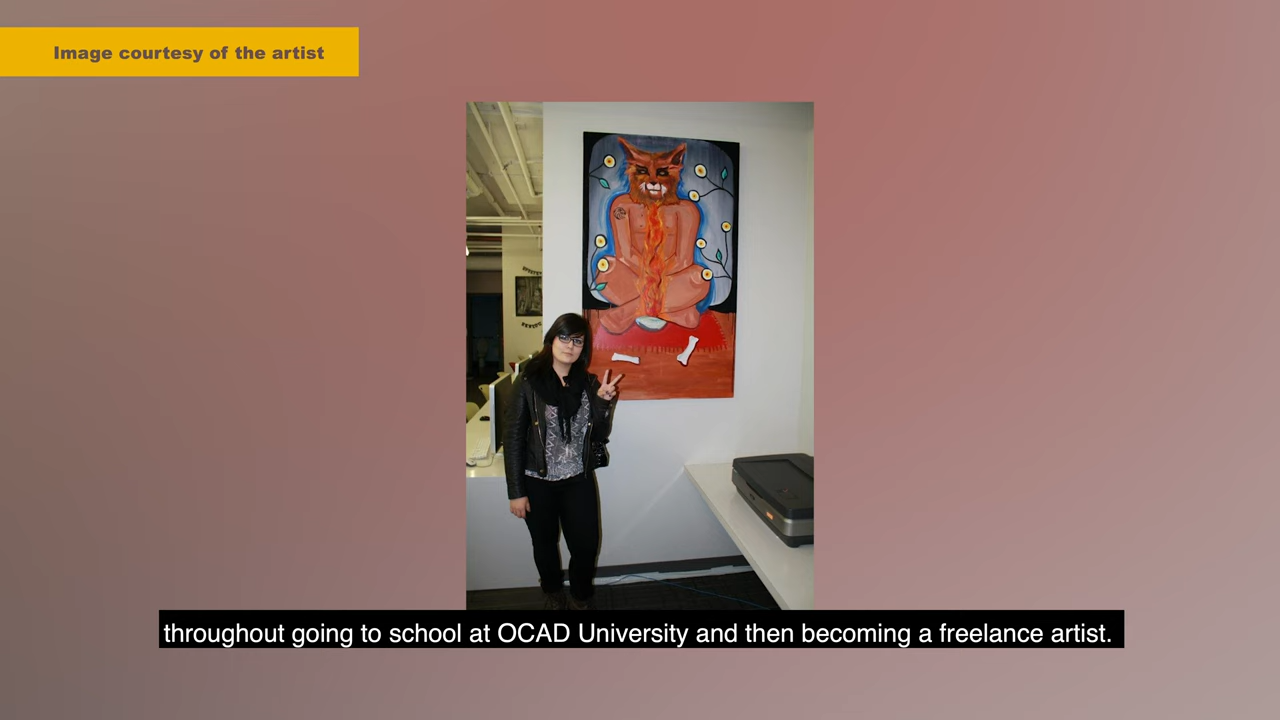 Image courtesy of the artist
throughout going to school at OCAD University and then becoming a freelance artist.